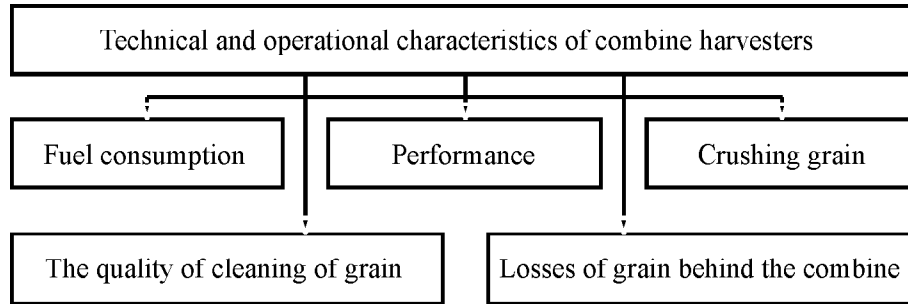 Technical and operational characteristics of combine harvesters
Fuel consumption
Performance
Crushing grain
The quality of cleaning of grain
Losses of grain behind the combine